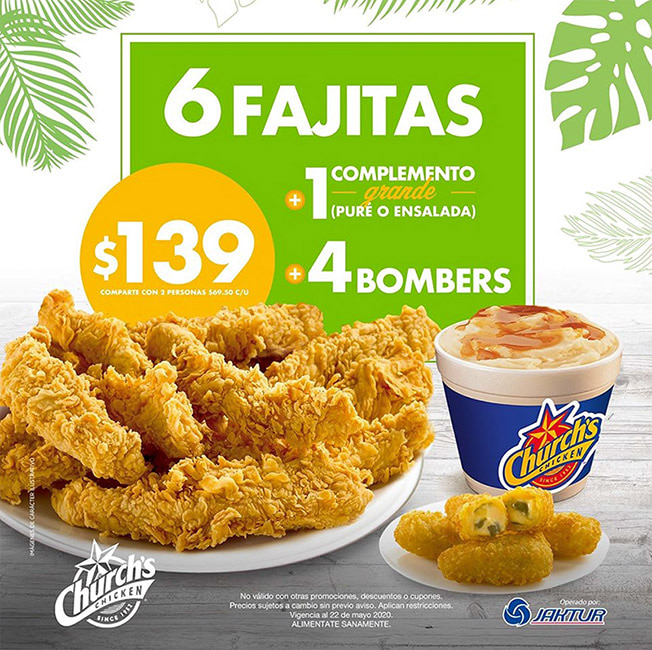 6 FAJITAS
+1 COMPLEMENTO
grande
(PURÉ O ENSALADA)
$139
COMPARTE CON 2 PERSONAS $69.50 C/U
+4 BOMBERS
Church's
CHICKEN
SINCE 1952
IMÁGENES DE CARÁCTER ILUSTRATIVO
Church's
CHICKEN
SINCE 1952
No válido con otras promociones, descuentos o cupones.
Precios sujetos a cambio sin previo aviso. Aplican restricciones.
Vigencia al 22 de mayo 2020.
ALIMENTATE SANAMENTE.
Operado por:
JAKTUR